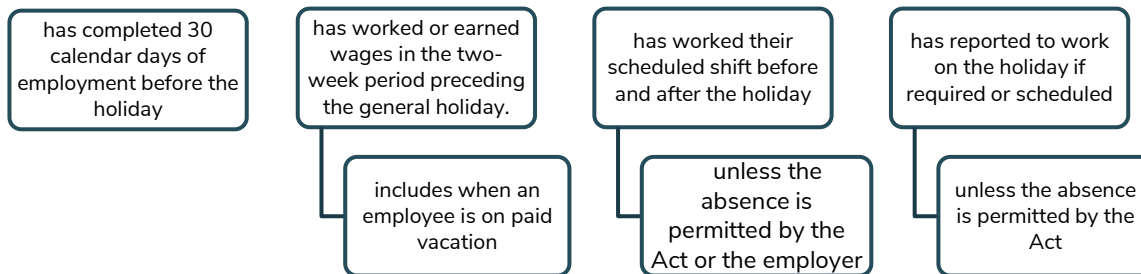 has completed 30
calendar days of
employment before the
holiday
has worked or earned
wages in the two-
week period preceding
the general holiday.
includes when an
employee is on paid
vacation
has worked their
scheduled shift before
and after the holiday
unless the
absence is
permitted by the
Act or the employer
has reported to work
on the holiday if
required or scheduled
unless the absence
is permitted by the
Act